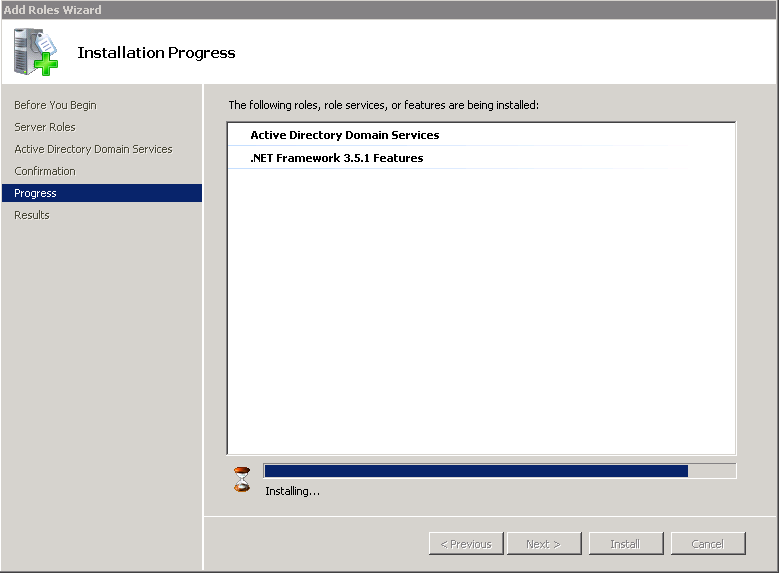 Add Roles Wizard
Installation Progress
Before You Begin
Server Roles
Active Directory Domain Services
Confirmation
Progress
Results
The following roles, role services, or features are being installed:
Active Directory Domain Services
.NET Framework 3.5.1 Features
Installing...
< Previous
Next >
Install
Cancel